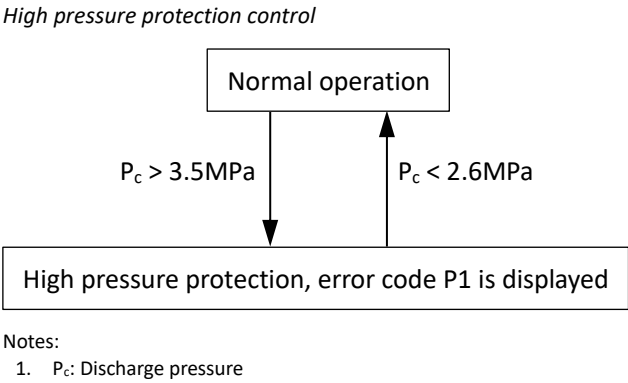 High pressure protection control
Normal operation
Pc > 3.5MPa
Pc < 2.6MPa
High pressure protection, error code P1 is displayed
Notes:
1. Pc: Discharge pressure